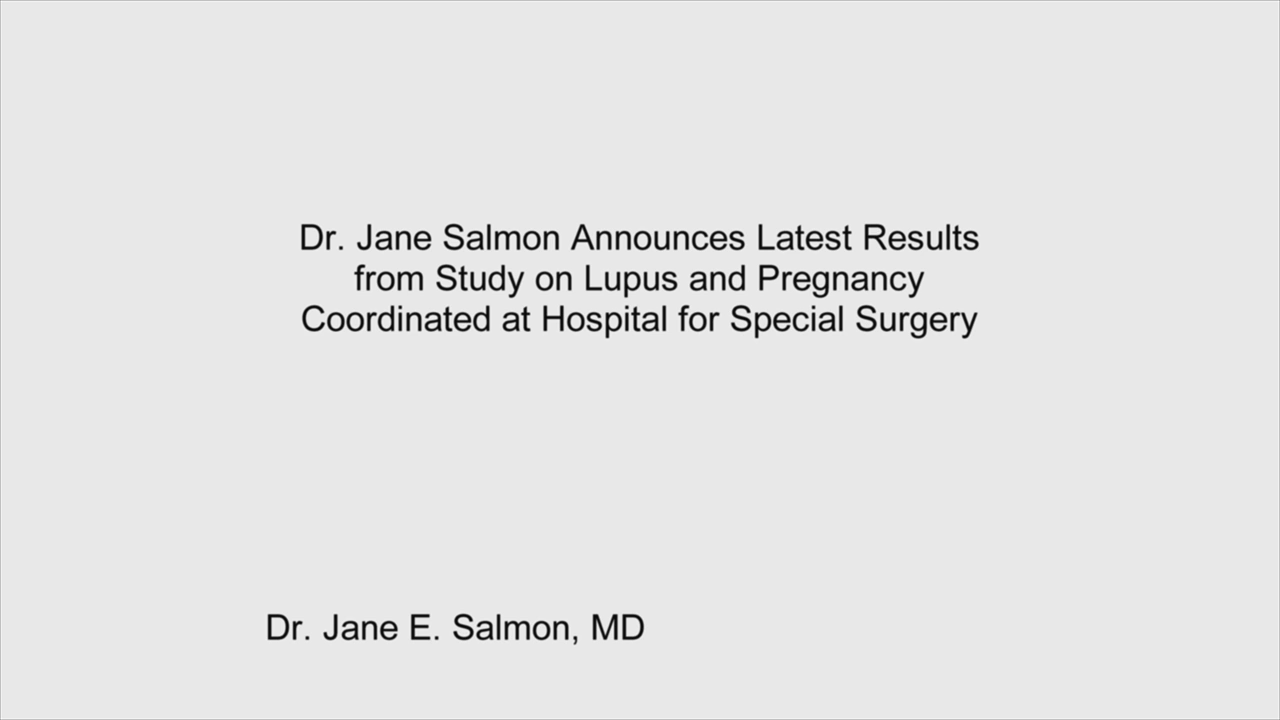 Dr. Jane Salmon Announces Latest Results
from Study on Lupus and Pregnancy
Coordinated at Hospital for Special Surgery
Dr. Jane E. Salmon, MD